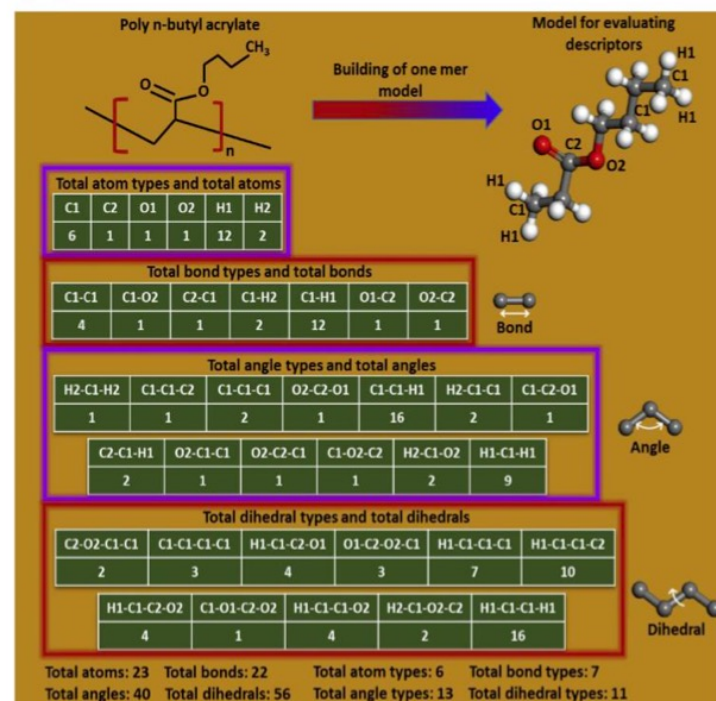 Poly n-butyl acrylate
Model for evaluating
descriptors
CH3
O
O
n
Building of one mer
model
H1
C1
H1
C1
O1
C2
O2
H1
C1
H1
Total atom types and total atoms
C1 C2 O1 O2 H1 H2
6 1 1 1 12 2
Total bond types and total bonds
C1-C1 C1-O2 C2-C1 C1-H2 C1-H1 O1-C2 O2-C2
4 1 1 2 12 1 1
Bond
Total angle types and total angles
H2-C1-H2 C1-C1-C2 C1-C1-C1 O2-C2-O1 C1-C1-H1 H2-C1-C1 C1-C2-O1
1 1 2 1 16 2 1
C2-C1-H1 O2-C1-C1 O2-C2-C1 C1-O2-C2 H2-C1-O2 H1-C1-H1
2 1 1 1 2 9
Angle
Total dihedral types and total dihedrals
C2-O2-C1-C1 C1-C1-C1-C1 H1-C1-C2-O1 O1-C2-O2-C1 H1-C1-C1-C1 H1-C1-C1-C2
2 3 4 3 7 10
H1-C1-C2-O2 C1-O1-C2-O2 H1-C1-C1-O2 H2-C1-O2-C2 H1-C1-C1-H1
4 1 4 2 16
Dihedral
Total atoms: 23 Total bonds: 22 Total atom types: 6 Total bond types: 7
Total angles: 40 Total dihedrals: 56 Total angle types: 13 Total dihedral types: 11